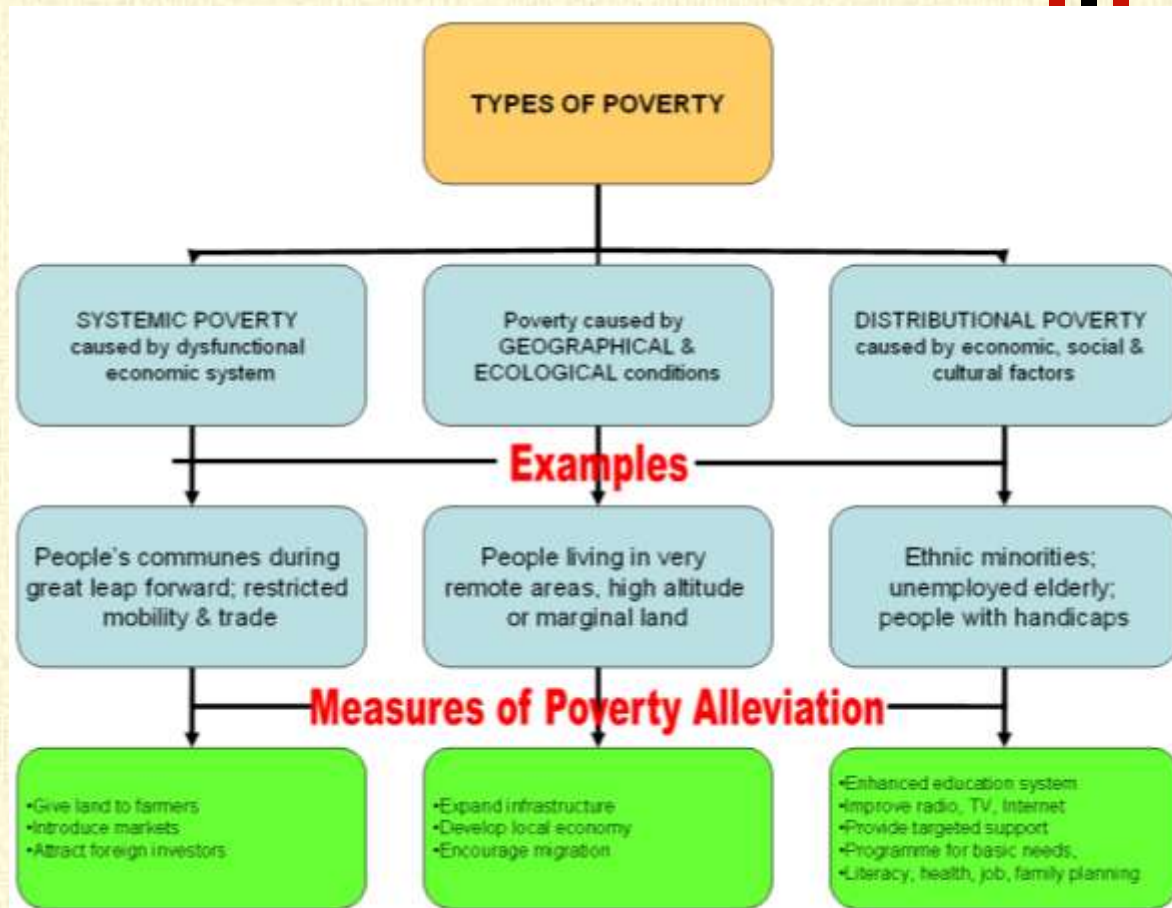 TYPES OF POVERTY
SYSTEMIC POVERTY
caused by dysfunctional
economic system
Poverty caused by
GEOGRAPHICAL &
ECOLOGICAL conditions
DISTRIBUTIONAL POVERTY
caused by economic, social &
cultural factors
Examples
People's communes during
great leap forward; restricted
mobility & trade
People living in very
remote areas, high altitude
or marginal land
Ethnic minorities;
unemployed elderly;
people with handicaps
Measures of Poverty Alleviation
•Give land to farmers
•Introduce markets
•Attract foreign investors
•Expand infrastructure
•Develop local economy
•Encourage migration
•Enhanced education system
•Improve radio, TV, Internet
•Provide targeted support
•Programme for basic needs,
•Literacy, health, job, family planning